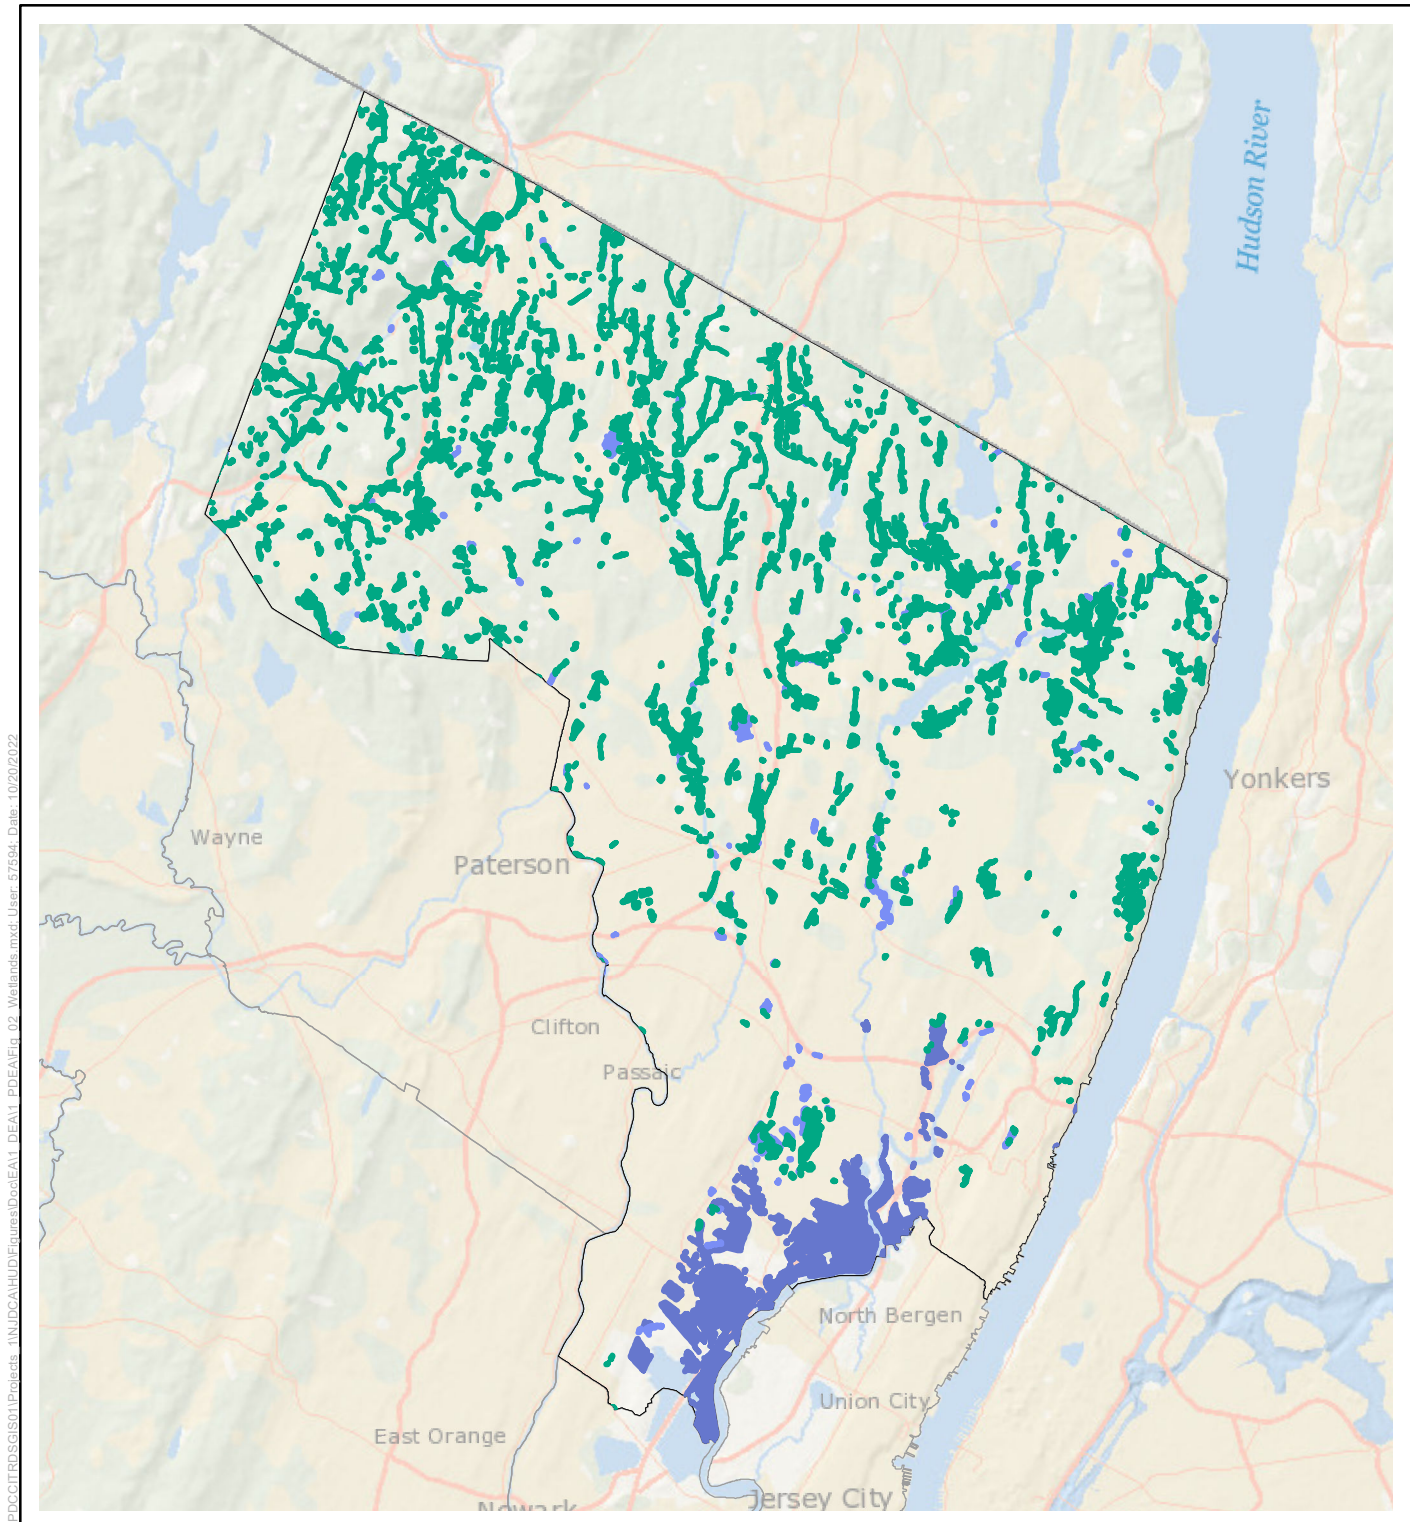 Hudson River
Yonkers
Wayne
Paterson
Clifton
Passaic
North Bergen
Union City
East Orange
Jersey City
Newark
PDCCITRDSGIS01\Projects_1\NJDCA\HUD\Figures\Doc\EA\1_DEA\1_PDEA\Fig_02_Wetlands.mxd; User: 57594; Date: 10/20/2022